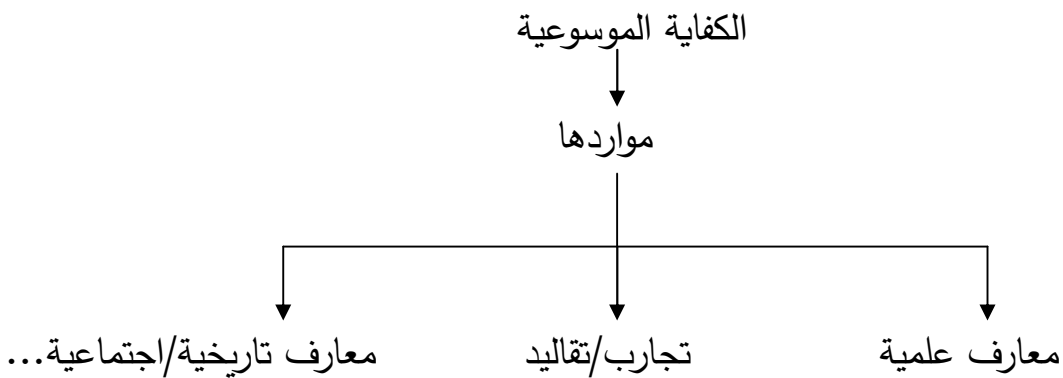 الكفاية الموسوعية
مواردها
معارف علمية
تجارب/تقاليد
معارف تاريخية/اجتماعية...